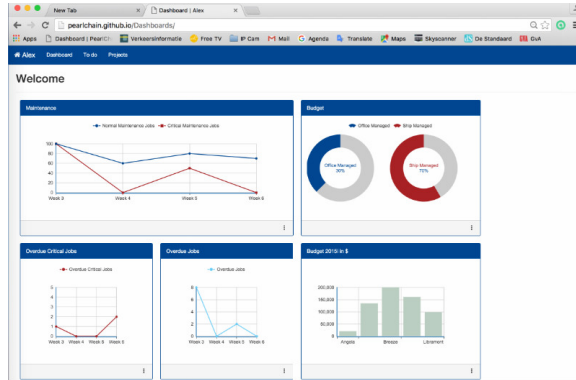 New Tab
Dashboard | Alex
pearlchain.github.io/Dashboards/
Apps Dashboard | PearlCh Verkeersinformatie Free TV IP Cam Mail Agenda Translate Maps Skyscanner De Standaard GvA
Alex Dashboard To do Projects
Welcome
Maintenance
Normal Maintenance Jobs Critical Maintenance Jobs
100
80
60
40
20
0
Week 3 Week 4 Week 5 Week 6
Budget
Office Managed Ship Managed
Office Managed
Ship Managed
Overdue Critical Jobs
Overdue Critical Jobs
5
4
3
2
1
0
Week 3 Week 4 Week 5 Week 6
Overdue Jobs
Overdue Jobs
8
6
4
2
0
Week 3 Week 4 Week 5 Week 6
Budget 2015 in $
200,000
150,000
100,000
50,000
0
Angela Breeze Librament